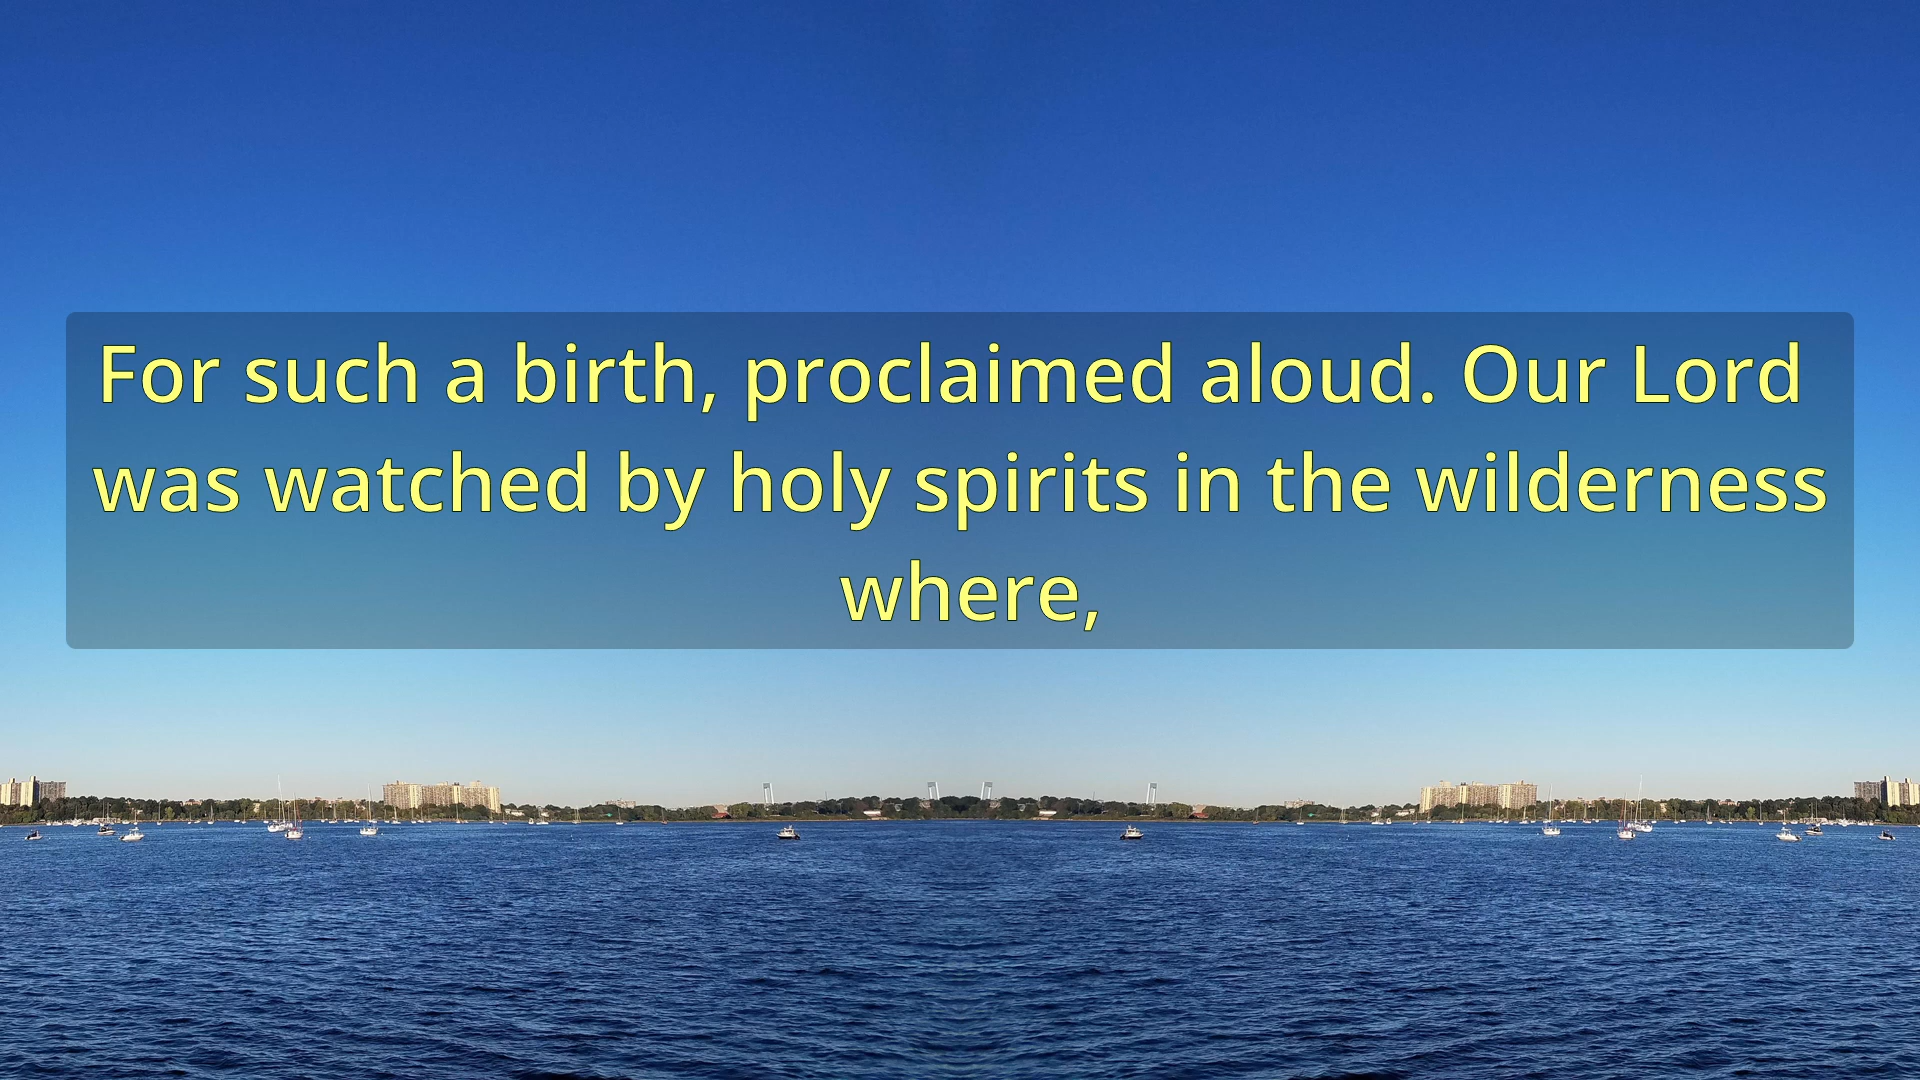 For such a birth, proclaimed aloud. Our Lord
was watched by holy spirits in the wilderness
where,